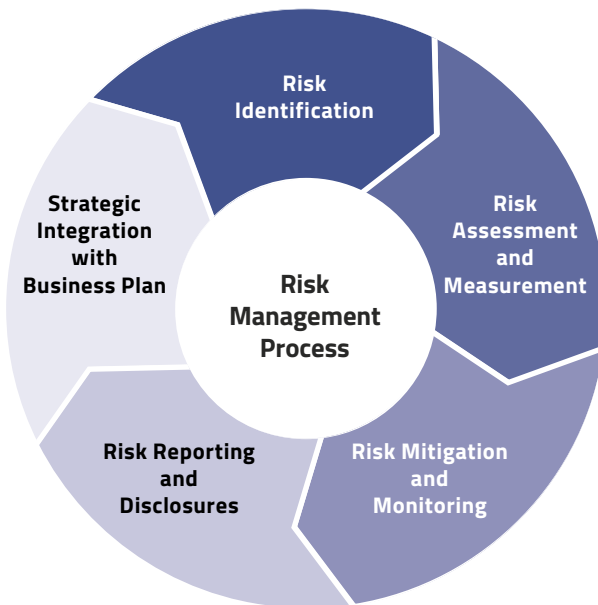 Risk
Identification
Risk
Assessment
and
Measurement
Risk Mitigation
and
Monitoring
Risk Reporting
and
Disclosures
Strategic
Integration
with
Business Plan
Risk
Management
Process